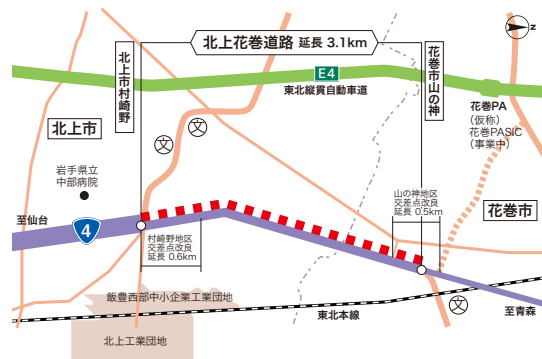 北上花巻道路 延長 3.1km
N
北上市村崎野
花巻市山の神
E4
東北縦貫自動車道
花巻PA
（仮称）
花巻PASIC
（事業中）
北上市
文
文
岩手県立
中部病院
山の神地区
交差点改良
延長 0.5km
花巻市
至仙台
4
村崎野地区
交差点改良
延長 0.6km
飯豊西部中小企業工業団地
文
東北本線
至青森
北上工業団地